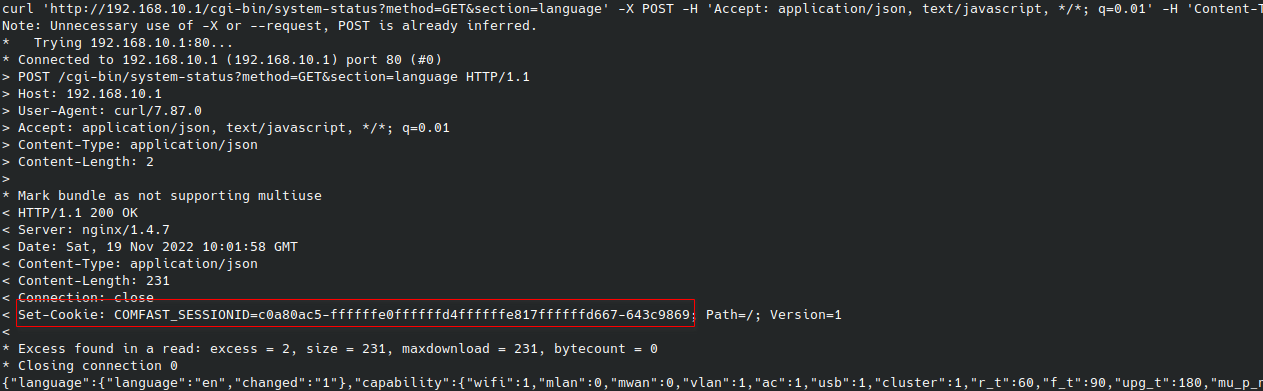 curl 'http://192.168.10.1/cgi-bin/system-status?method=GET&section=language' -X POST -H 'Accept: application/json, text/javascript, */*; q=0.01' -H 'Content-T
Note: Unnecessary use of -X or --request, POST is already inferred.
*   Trying 192.168.10.1:80...
* Connected to 192.168.10.1 (192.168.10.1) port 80 (#0)
> POST /cgi-bin/system-status?method=GET&section=language HTTP/1.1
> Host: 192.168.10.1
> User-Agent: curl/7.87.0
> Accept: application/json, text/javascript, */*; q=0.01
> Content-Type: application/json
> Content-Length: 2
>
* Mark bundle as not supporting multiuse
< HTTP/1.1 200 OK
< Server: nginx/1.4.7
< Date: Sat, 19 Nov 2022 10:01:58 GMT
< Content-Type: application/json
< Content-Length: 231
< Connection: close
< Set-Cookie: COMFAST_SESSIONID=c0a80ac5-ffffffe0ffffffd4ffffffe817ffffffd667-643c9869; Path=/; Version=1
<
* Excess found in a read: excess = 2, size = 231, maxdownload = 231, bytecount = 0
* Closing connection 0
{"language":{"language":"en","changed":"1"},"capability":{"wifi":1,"mlan":0,"mwan":0,"vlan":1,"ac":1,"usb":1,"cluster":1,"r_t":60,"f_t":90,"upg_t":180,"mu_p_r